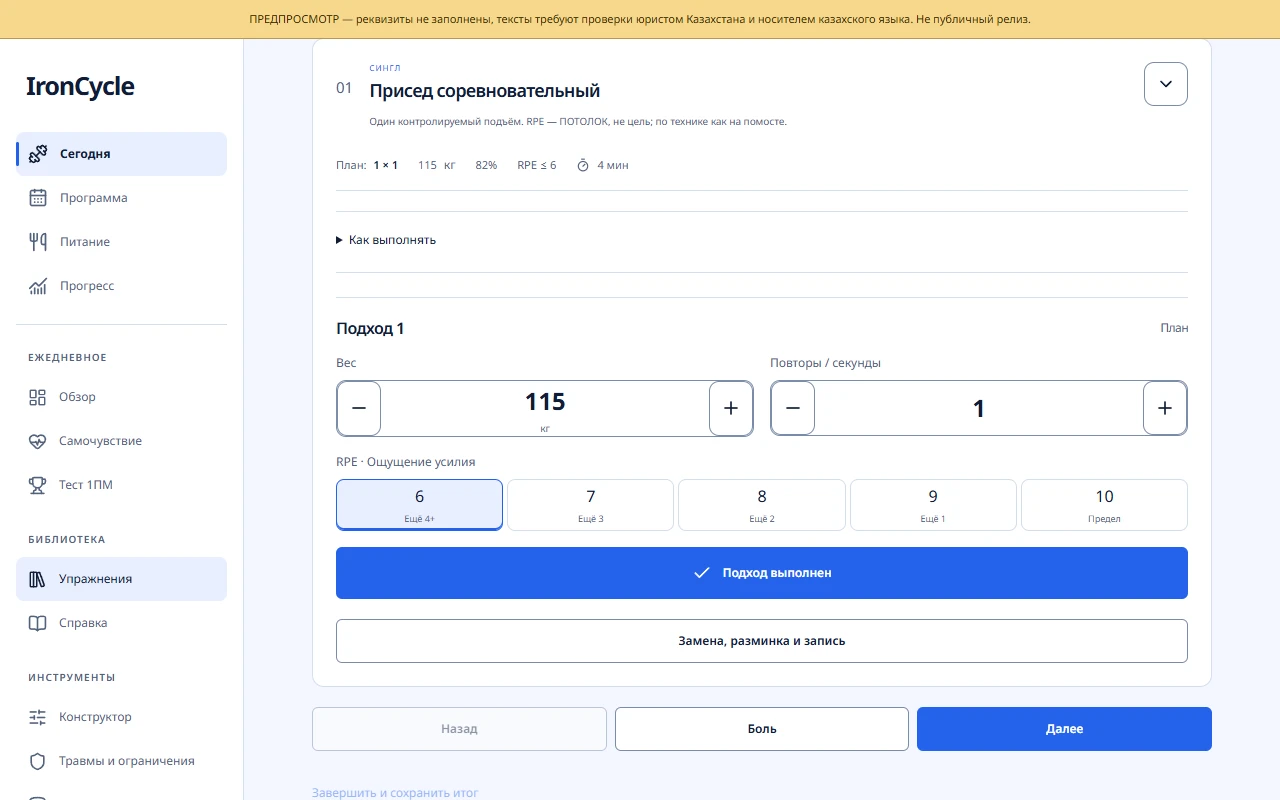 ПРЕДПРОСМОТР — реквизиты не заполнены, тексты требуют проверки юристом Казахстана и носителем казахского языка. Не публичный релиз.
IronCycle
Сегодня
Программа
Питание
Прогресс
ЕЖЕДНЕВНОЕ
Обзор
Самочувствие
Тест 1ПМ
БИБЛИОТЕКА
Упражнения
Справка
ИНСТРУМЕНТЫ
Конструктор
Травмы и ограничения
СИНГЛ
01 Присед соревновательный
Один контролируемый подъём. RPE — ПОТОЛОК, не цель; по технике как на помосте.
План: 1 × 1 115 кг 82% RPE ≤ 6 4 мин
Как выполнять
Подход 1 План
Вес Повторы / секунды
− 115 + − 1 +
кг
RPE · Ощущение усилия
6 7 8 9 10
Ещё 4+ Ещё 3 Ещё 2 Ещё 1 Предел
Подход выполнен
Замена, разминка и запись
Назад Боль Далее
Завершить и сохранить итог